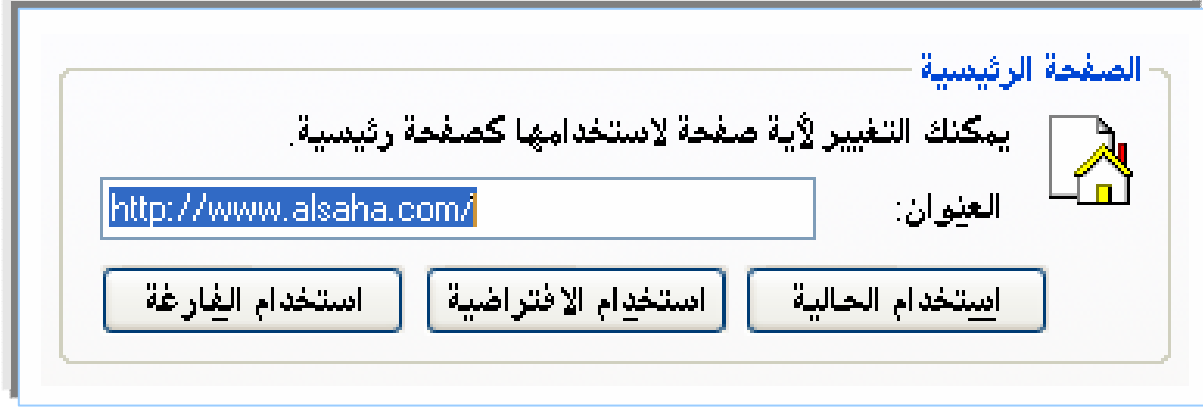 الصفحة الرئيسية
يمكنك التغيير لأية صفحة لاستخدامها كصفحة رئيسية.
العنوان: http://www.alsaha.com/
استخدام الحالية استخدام الافتراضية استخدام الفارغة